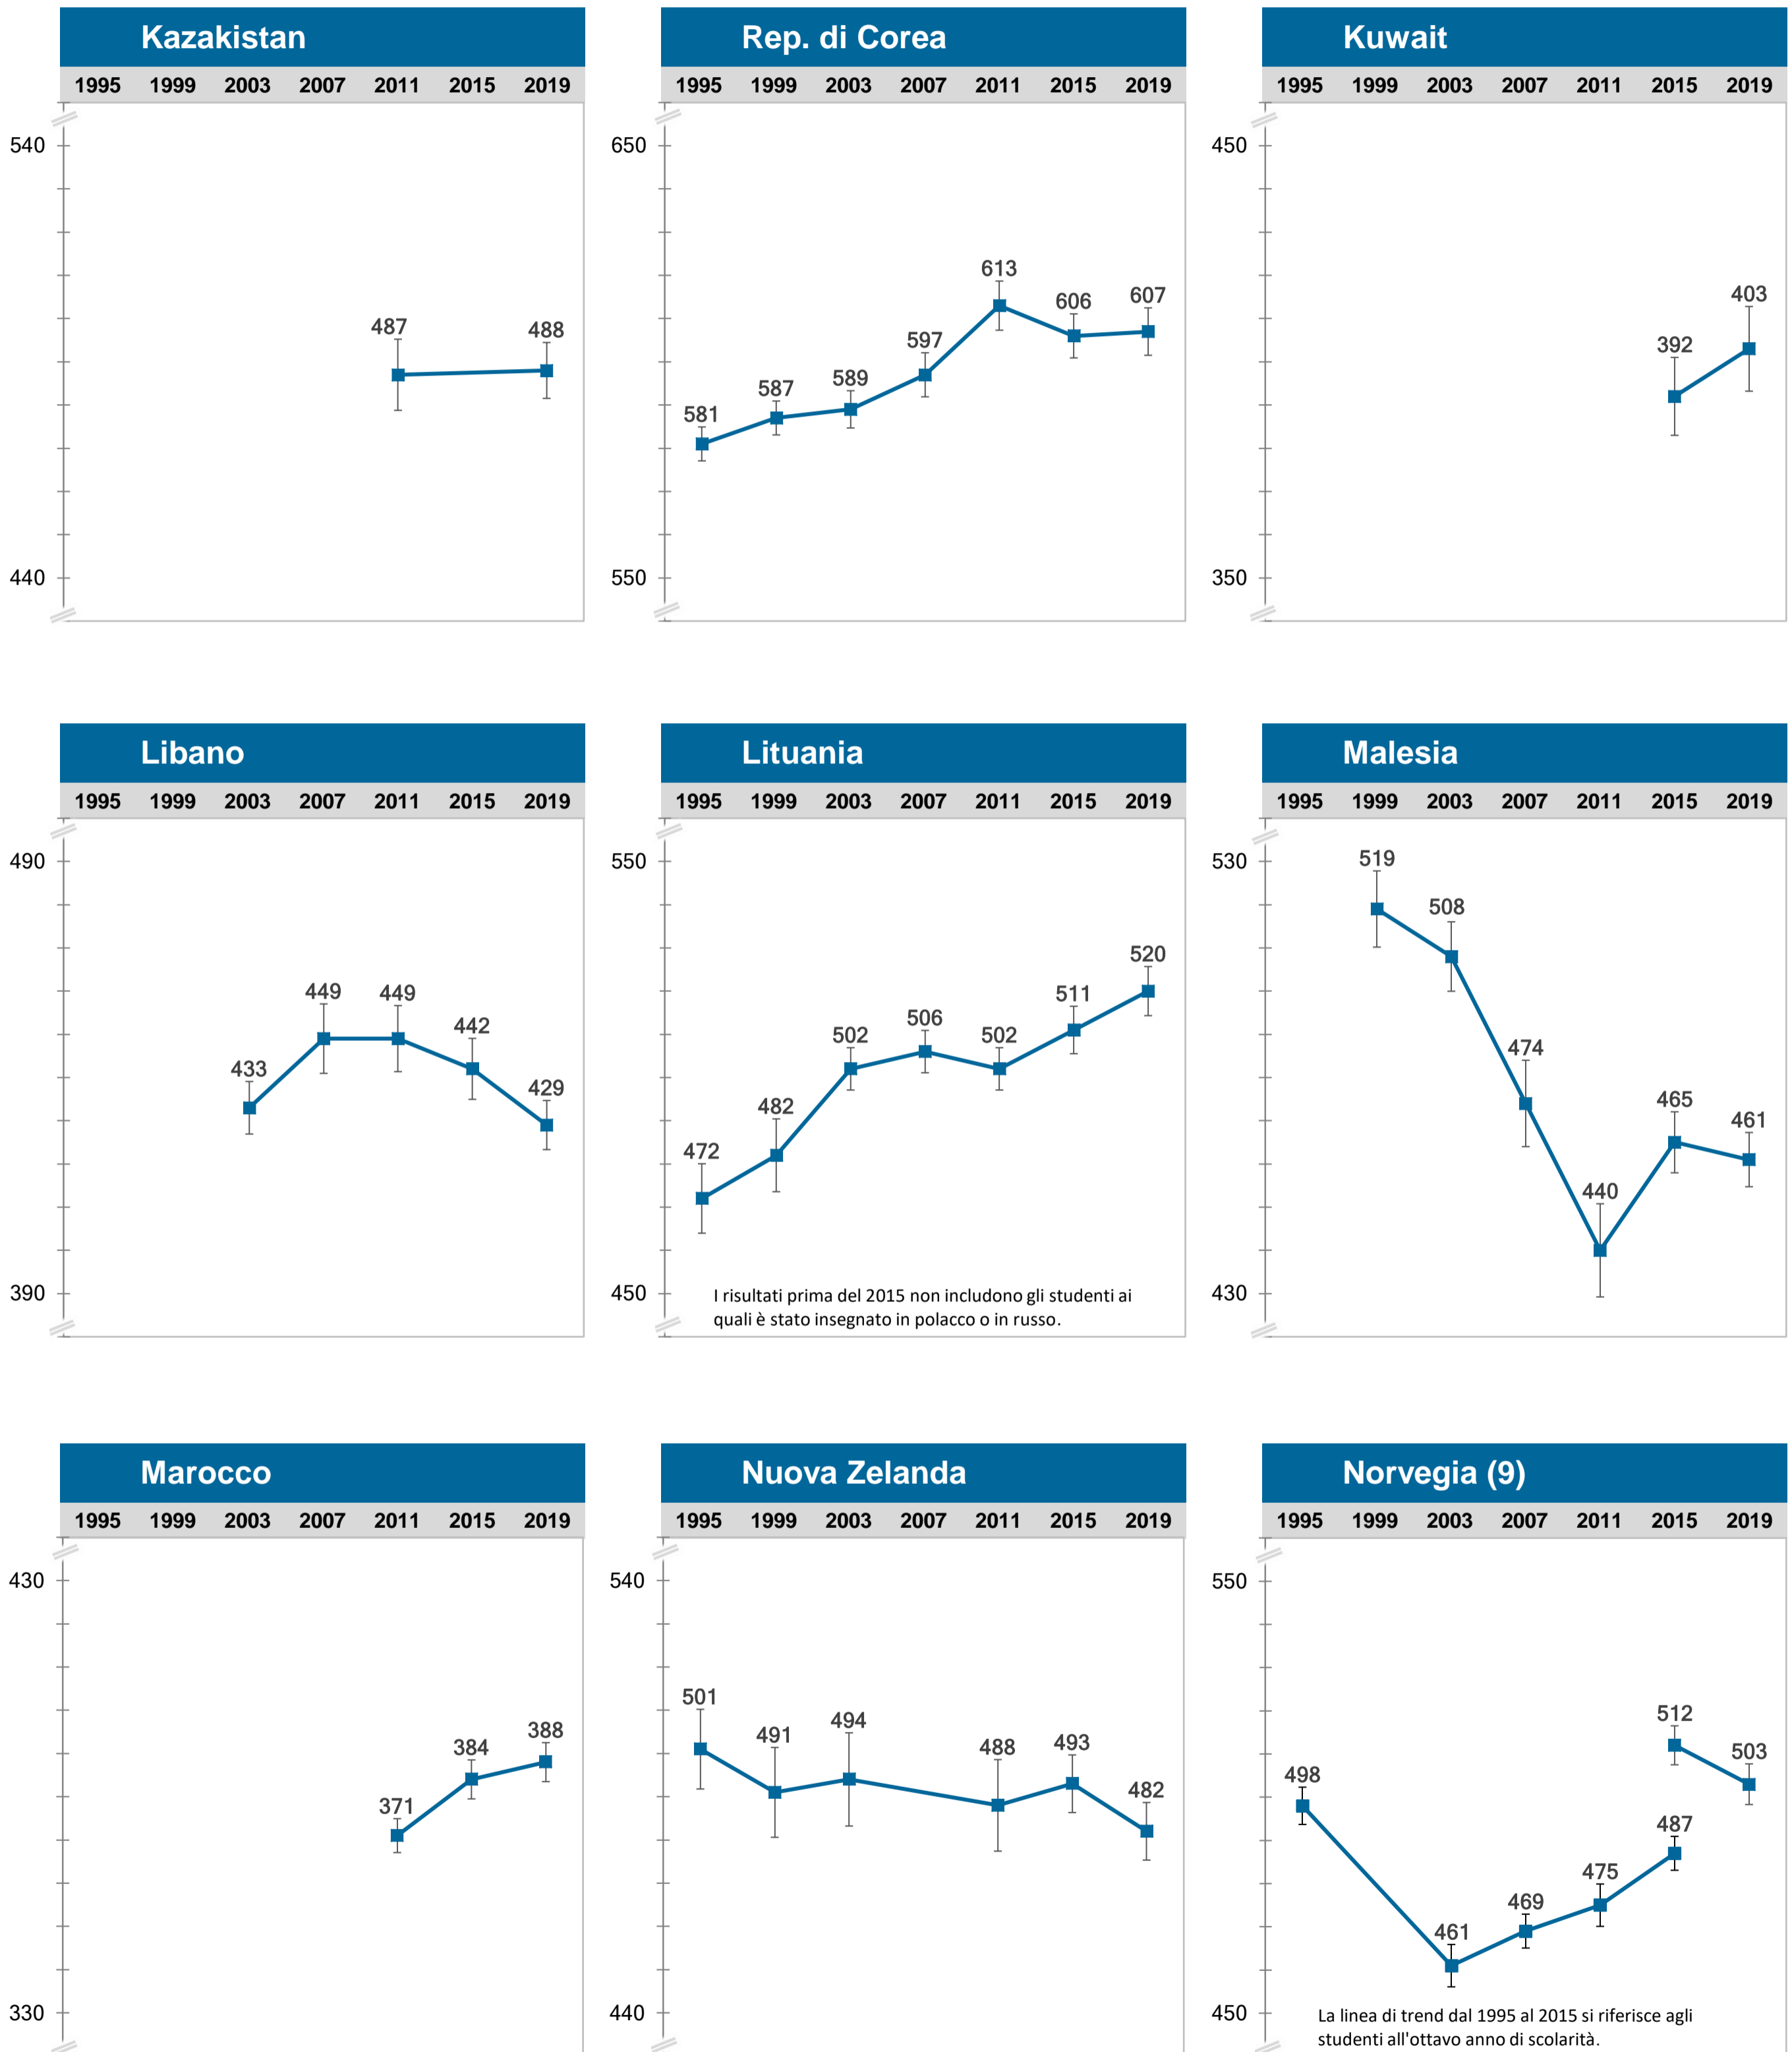 Kazakistan
1995 1999 2003 2007 2011 2015 2019
540
487
488
440
Rep. di Corea
1995 1999 2003 2007 2011 2015 2019
650
581
587
589
597
613
606
607
550
Kuwait
1995 1999 2003 2007 2011 2015 2019
450
392
403
350
Libano
1995 1999 2003 2007 2011 2015 2019
490
433
449
449
442
429
390
Lituania
1995 1999 2003 2007 2011 2015 2019
550
472
482
502
506
502
511
520
450
I risultati prima del 2015 non includono gli studenti ai
quali è stato insegnato in polacco o in russo.
Malesia
1995 1999 2003 2007 2011 2015 2019
530
519
508
474
440
465
461
430
Marocco
1995 1999 2003 2007 2011 2015 2019
430
371
384
388
330
Nuova Zelanda
1995 1999 2003 2007 2011 2015 2019
540
501
491
494
488
493
482
440
Norvegia (9)
1995 1999 2003 2007 2011 2015 2019
550
512
503
498
461
469
475
487
450
La linea di trend dal 1995 al 2015 si riferisce agli
studenti all'ottavo anno di scolarità.